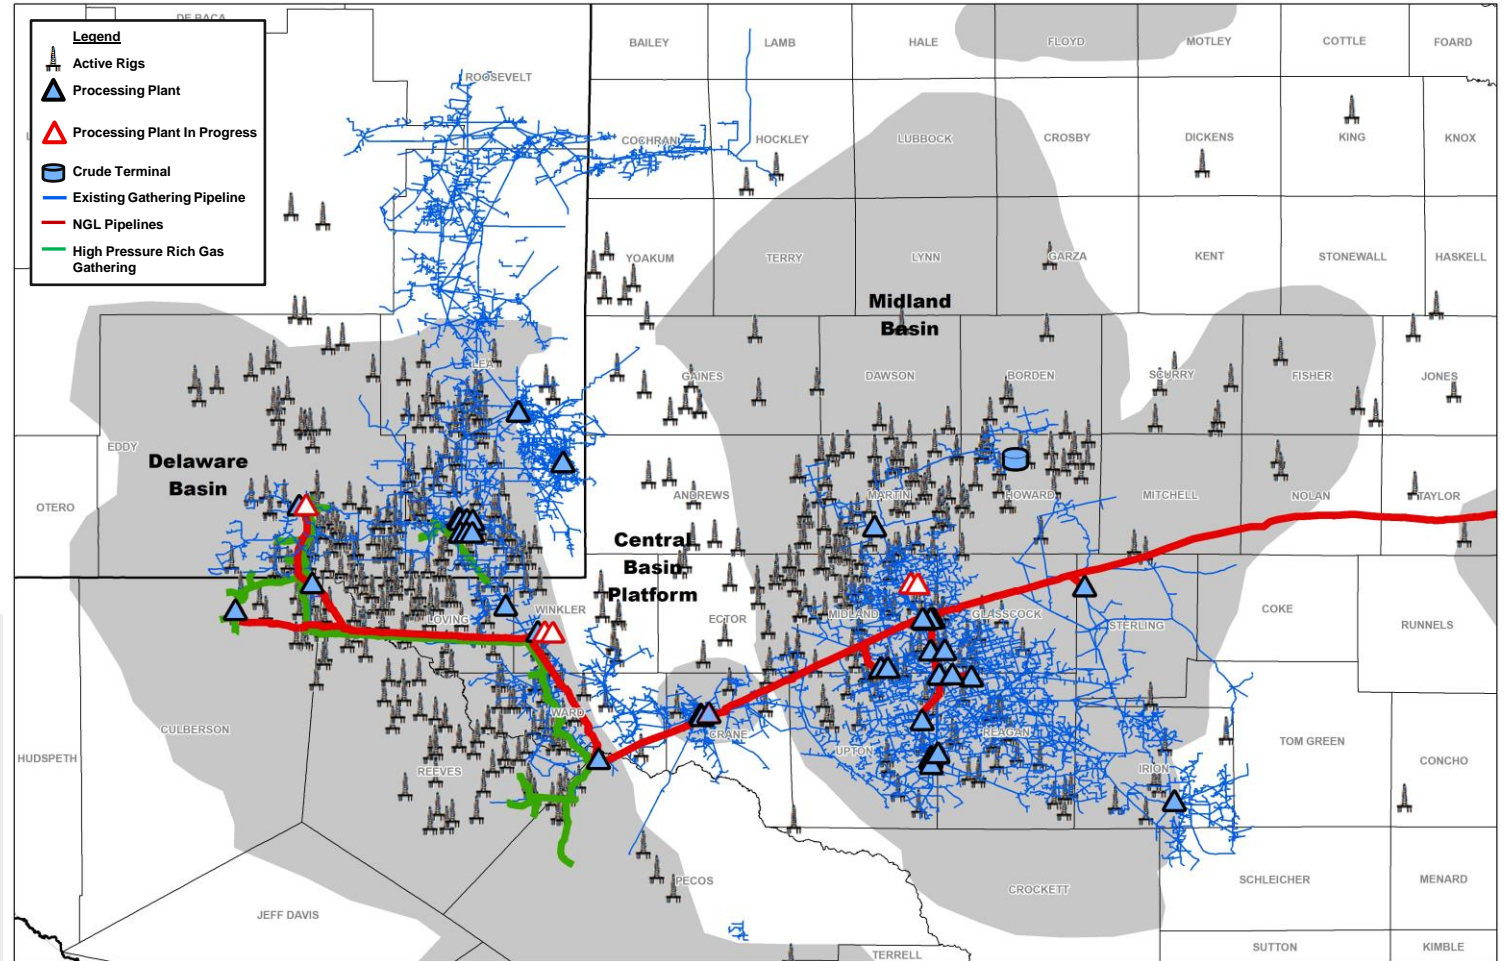 DE BACA
Legend
Active Rigs
Processing Plant
Processing Plant In Progress
Crude Terminal
Existing Gathering Pipeline
NGL Pipelines
High Pressure Rich Gas
Gathering
ROOSEVELT
BAILEY
LAMB
HALE
FLOYD
MOTLEY
COTTLE
FOARD
COCHRAN
HOCKLEY
LUBBOCK
CROSBY
DICKENS
KING
KNOX
YOAKUM
TERRY
LYNN
GARZA
KENT
STONEWALL
HASKELL
Midland
Basin
LEA
GAINES
DAWSON
BORDEN
SCURRY
FISHER
JONES
EDDY
Delaware
Basin
OTERO
ANDREWS
MARTIN
HOWARD
MITCHELL
NOLAN
TAYLOR
Central
Basin
Platform
LOVING
WINKLER
ECTOR
MIDLAND
GLASSCOCK
STERLING
COKE
RUNNELS
HUDSPETH
CULBERSON
REEVES
WARD
CRANE
UPTON
REAGAN
IRION
TOM GREEN
CONCHO
JEFF DAVIS
PECOS
CROCKETT
SCHLEICHER
MENARD
TERRELL
SUTTON
KIMBLE